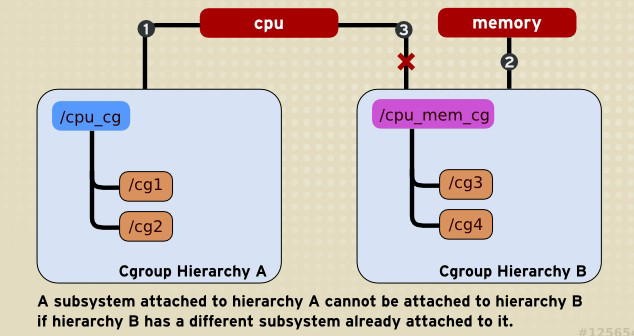 cpu
memory
1
3
2
/cpu_cg
/cpu_mem_cg
/cg1
/cg3
/cg2
/cg4
Cgroup Hierarchy A
Cgroup Hierarchy B
A subsystem attached to hierarchy A cannot be attached to hierarchy B
if hierarchy B has a different subsystem already attached to it.